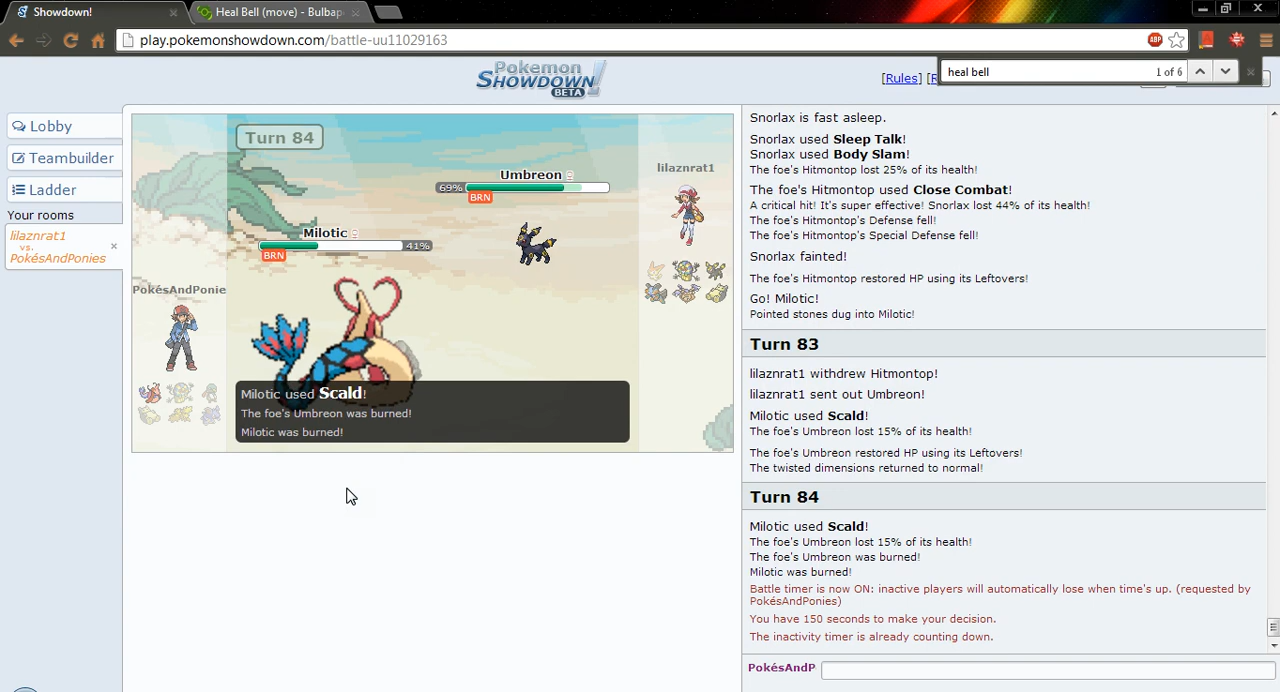 Showdown!
Heal Bell (move) - Bulbap
play.pokemonshowdown.com/battle-uu11029163
ABP
heal bell
1 of 6
Pokemon
SHOWDOWN!
BETA
[Rules]
[R
Lobby
Teambuilder
Ladder
Your rooms
lilaznrat1
vs.
PokésAndPonies
Turn 84
Umbreon
69%
BRN
Milotic
41%
BRN
lilaznrat1
PokésAndPonie
Milotic used Scald!
The foe's Umbreon was burned!
Milotic was burned!
Snorlax is fast asleep.
Snorlax used Sleep Talk!
Snorlax used Body Slam!
The foe's Hitmontop lost 25% of its health!
The foe's Hitmontop used Close Combat!
A critical hit! It's super effective! Snorlax lost 44% of its health!
The foe's Hitmontop's Defense fell!
The foe's Hitmontop's Special Defense fell!
Snorlax fainted!
The foe's Hitmontop restored HP using its Leftovers!
Go! Milotic!
Pointed stones dug into Milotic!
Turn 83
lilaznrat1 withdrew Hitmontop!
lilaznrat1 sent out Umbreon!
Milotic used Scald!
The foe's Umbreon lost 15% of its health!
The foe's Umbreon restored HP using its Leftovers!
The twisted dimensions returned to normal!
Turn 84
Milotic used Scald!
The foe's Umbreon lost 15% of its health!
The foe's Umbreon was burned!
Milotic was burned!
Battle timer is now ON: inactive players will automatically lose when time's up. (requested by
PokésAndPonies)
You have 150 seconds to make your decision.
The inactivity timer is already counting down.
PokésAndP